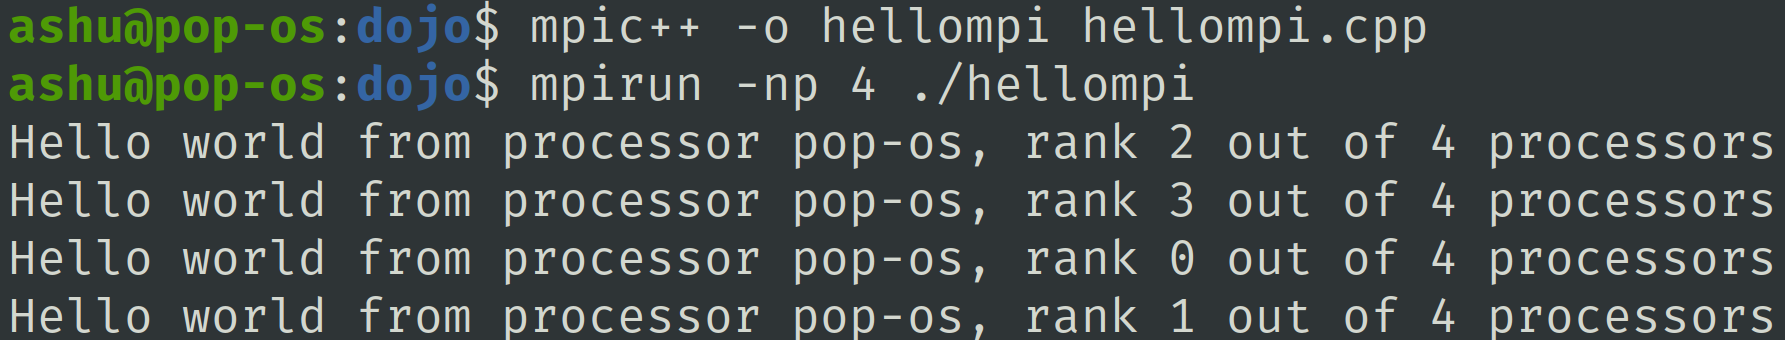 ashu@pop-os:dojo$ mpic++ -o hellompi hellompi.cpp
ashu@pop-os:dojo$ mpirun -np 4 ./hellompi
Hello world from processor pop-os, rank 2 out of 4 processors
Hello world from processor pop-os, rank 3 out of 4 processors
Hello world from processor pop-os, rank 0 out of 4 processors
Hello world from processor pop-os, rank 1 out of 4 processors